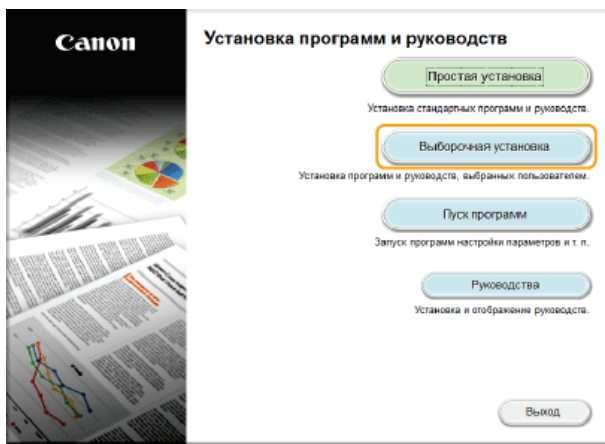 Canon
Установка программ и руководств
Простая установка
Установка стандартных программ и руководств.
Выборочная установка
Установка программ и руководств, выбранных пользователем.
Пуск программ
Запуск программ настройки параметров и т. п.
Руководства
Установка и отображение руководств.
Выход